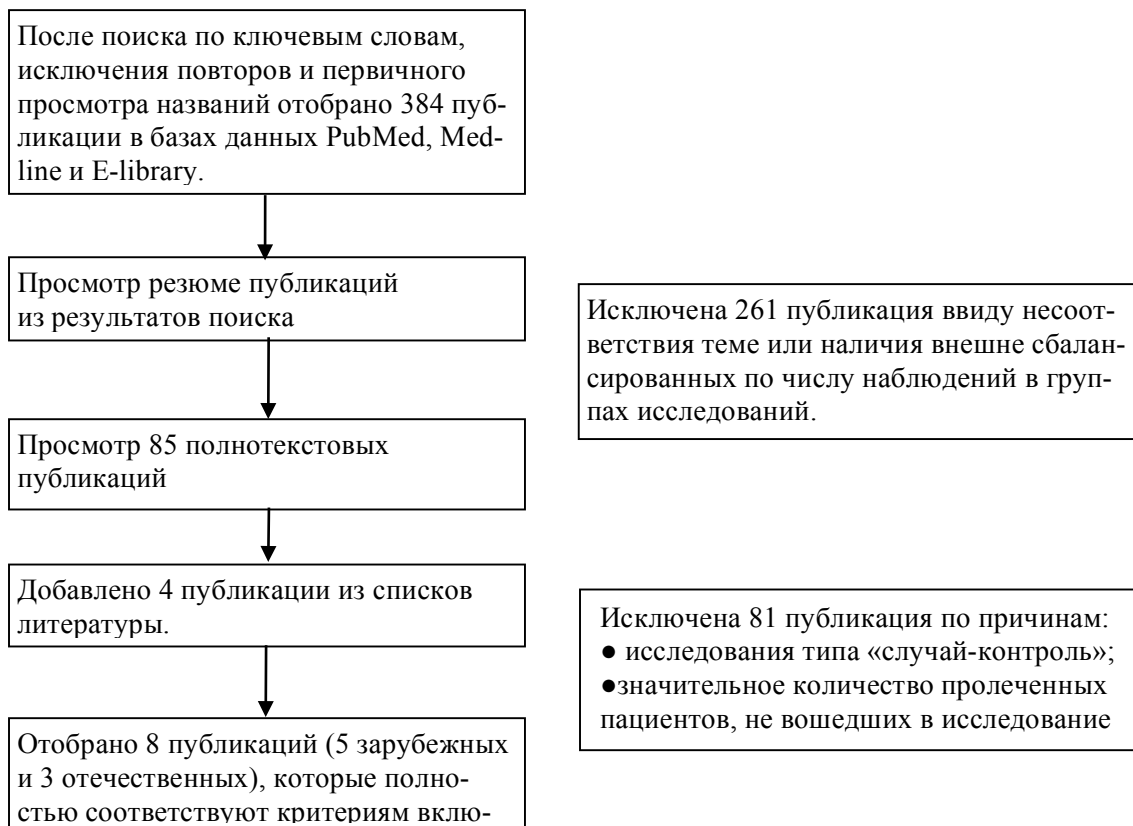 После поиска по ключевым словам,
исключения повторов и первичного
просмотра названий отобрано 384 пуб-
ликации в базах данных PubMed, Med-
line и E-library.
Просмотр резюме публикаций
из результатов поиска
Исключена 261 публикация ввиду несоот-
ветствия теме или наличия внешне сбалан-
сированных по числу наблюдений в груп-
пах исследований.
Просмотр 85 полнотекстовых
публикаций
Добавлено 4 публикации из списков
литературы.
Исключена 81 публикация по причинам:
● исследования типа «случай-контроль»;
●значительное количество пролеченных
пациентов, не вошедших в исследование
Отобрано 8 публикаций (5 зарубежных
и 3 отечественных), которые полно-
стью соответствуют критериям вклю-